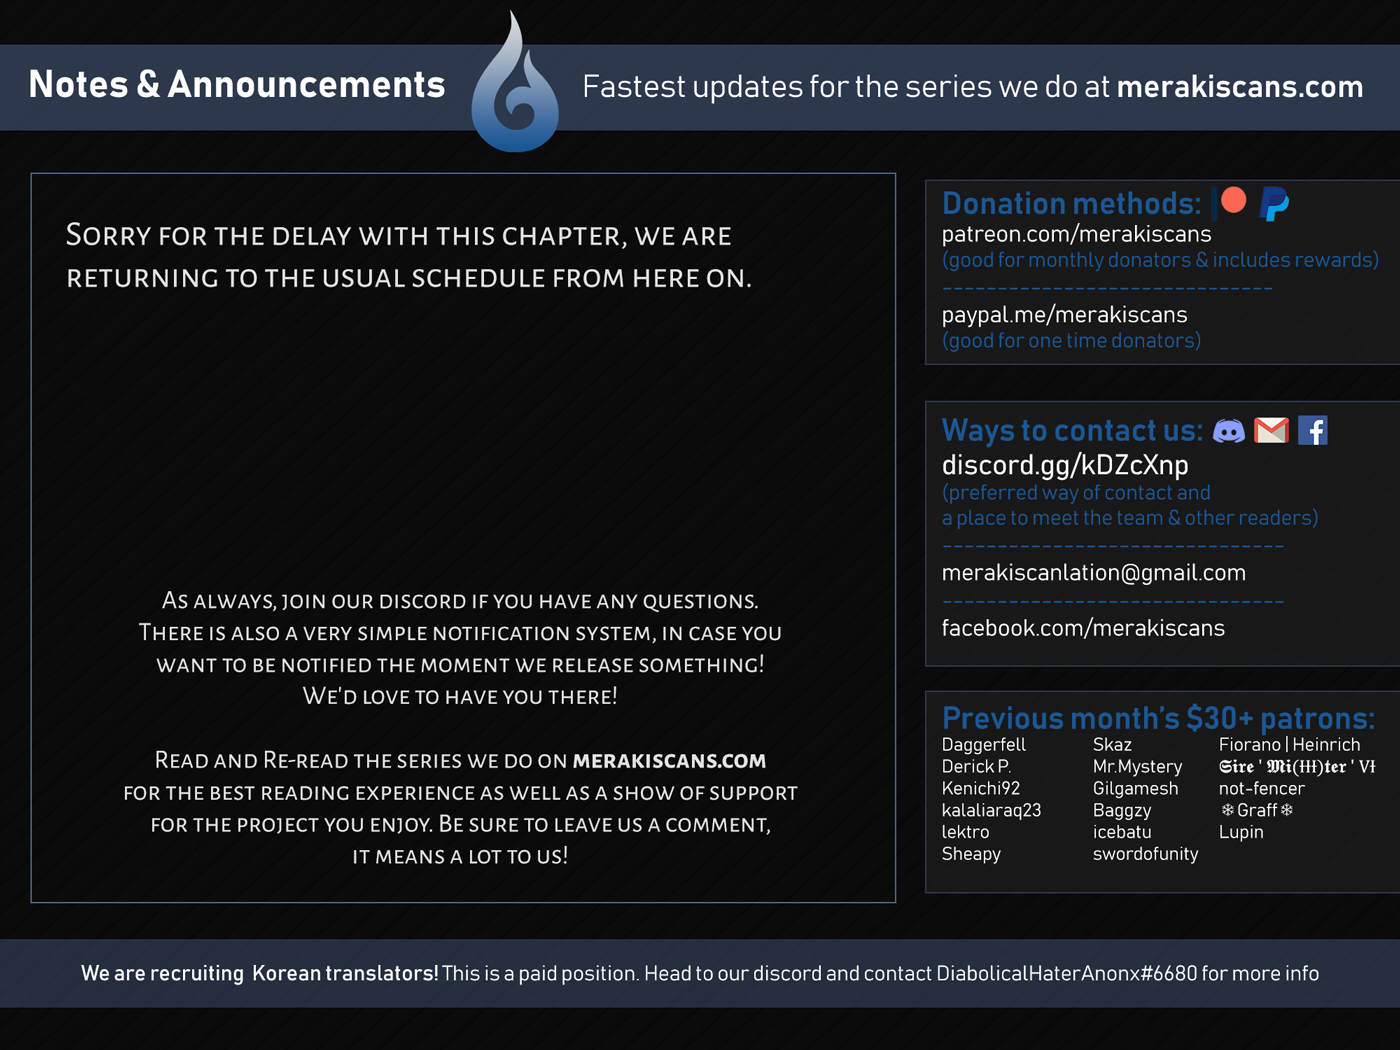 Notes & Announcements
Fastest updates for the series we do at merakiscans.com
Sorry for the delay with this chapter, we are
returning to the usual schedule from here on.
As always, join our discord if you have any questions.
There is also a very simple notification system, in case you
want to be notified the moment we release something!
We'd love to have you there!
Read and Re-read the series we do on merakiscans.com
for the best reading experience as well as a show of support
for the project you enjoy. Be sure to leave us a comment,
it means a lot to us!
Donation methods:
patreon.com/merakiscans
(good for monthly donators & includes rewards)
------------------------------
paypal.me/merakiscans
(good for one time donators)
Ways to contact us:
discord.gg/kDZcXnp
(preferred way of contact and
a place to meet the team & other readers)
-------------------------------
merakiscanlation@gmail.com
-------------------------------
facebook.com/merakiscans
Previous month's $30+ patrons:
Daggerfell
Derick P.
Kenichi92
kalaliaraq23
lektro
Sheapy
Skaz
Mr.Mystery
Gilgamesh
Baggzy
icebatu
swordofunity
Fiorano | Heinrich
𝕾𝖎𝖗𝖊 ' 𝕸𝖎(ƗƗƗ)𝖙𝖊𝖗 ' VƗ
not-fencer
❄Graff❄
Lupin
We are recruiting Korean translators! This is a paid position. Head to our discord and contact DiabolicalHaterAnonx#6680 for more info